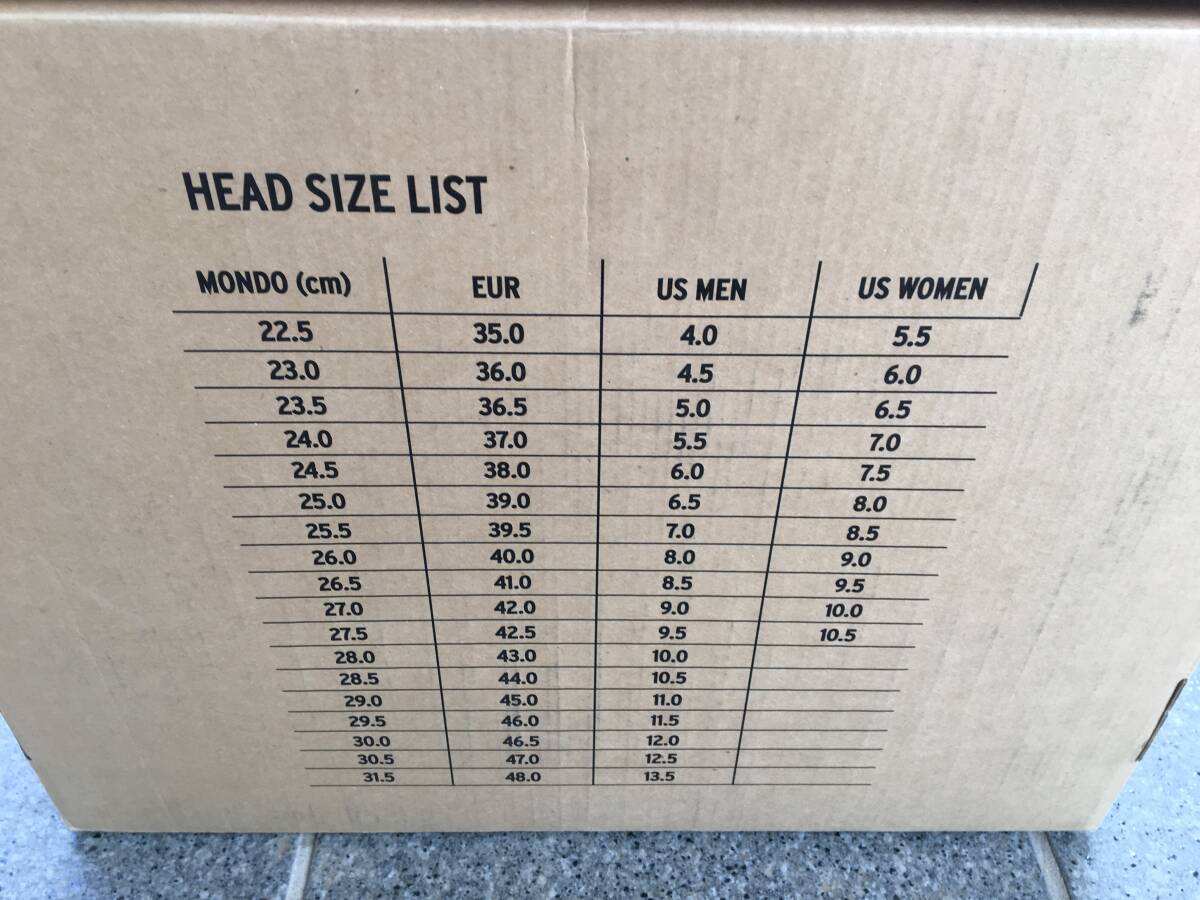 HEAD SIZE LIST
MONDO (cm) EUR US MEN US WOMEN
22.5 35.0 4.0 5.5
23.0 36.0 4.5 6.0
23.5 36.5 5.0 6.5
24.0 37.0 5.5 7.0
24.5 38.0 6.0 7.5
25.0 39.0 6.5 8.0
25.5 39.5 7.0 8.5
26.0 40.0 8.0 9.0
26.5 41.0 8.5 9.5
27.0 42.0 9.0 10.0
27.5 42.5 9.5 10.5
28.0 43.0 10.0
28.5 44.0 10.5
29.0 45.0 11.0
29.5 46.0 11.5
30.0 46.5 12.0
30.5 47.0 12.5
31.5 48.0 13.5